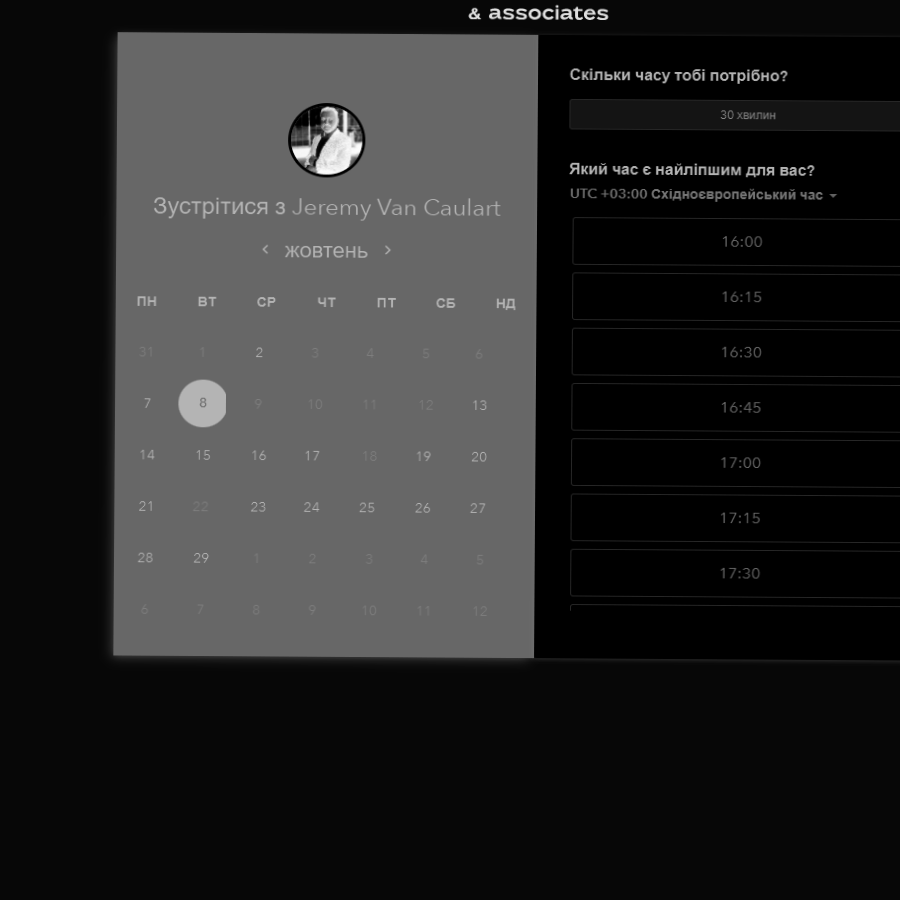 & associates
Зустрітися з Jeremy Van Caulart
жовтень
ПН ВТ СР ЧТ ПТ СБ НД
31 1 2 3 4 5 6
7 8 9 10 11 12 13
14 15 16 17 18 19 20
21 22 23 24 25 26 27
28 29 1 2 3 4 5
6 7 8 9 10 11 12
Скільки часу тобі потрібно?
30 хвилин
Який час є найліпшим для вас?
UTC +03:00 Східноєвропейський час
16:00
16:15
16:30
16:45
17:00
17:15
17:30